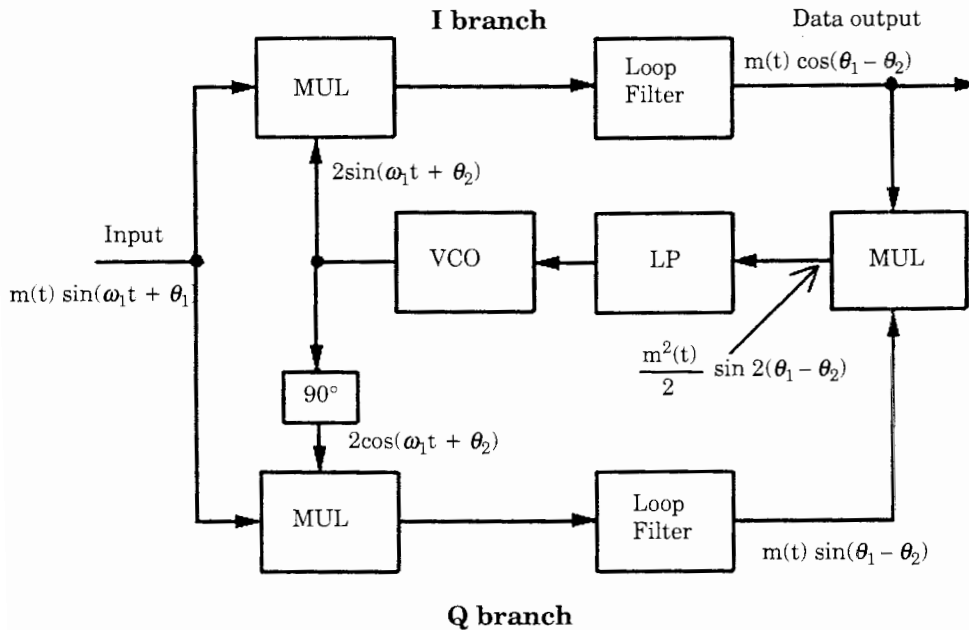 I branch
Data output
MUL
Loop
Filter
m(t) cos(θ₁ – θ₂)
2sin(ω₁t + θ₂)
Input
m(t) sin(ω₁t + θ₁)
VCO
LP
MUL
m²(t)
2
sin 2(θ₁ – θ₂)
90°
2cos(ω₁t + θ₂)
MUL
Loop
Filter
m(t) sin(θ₁ – θ₂)
Q branch